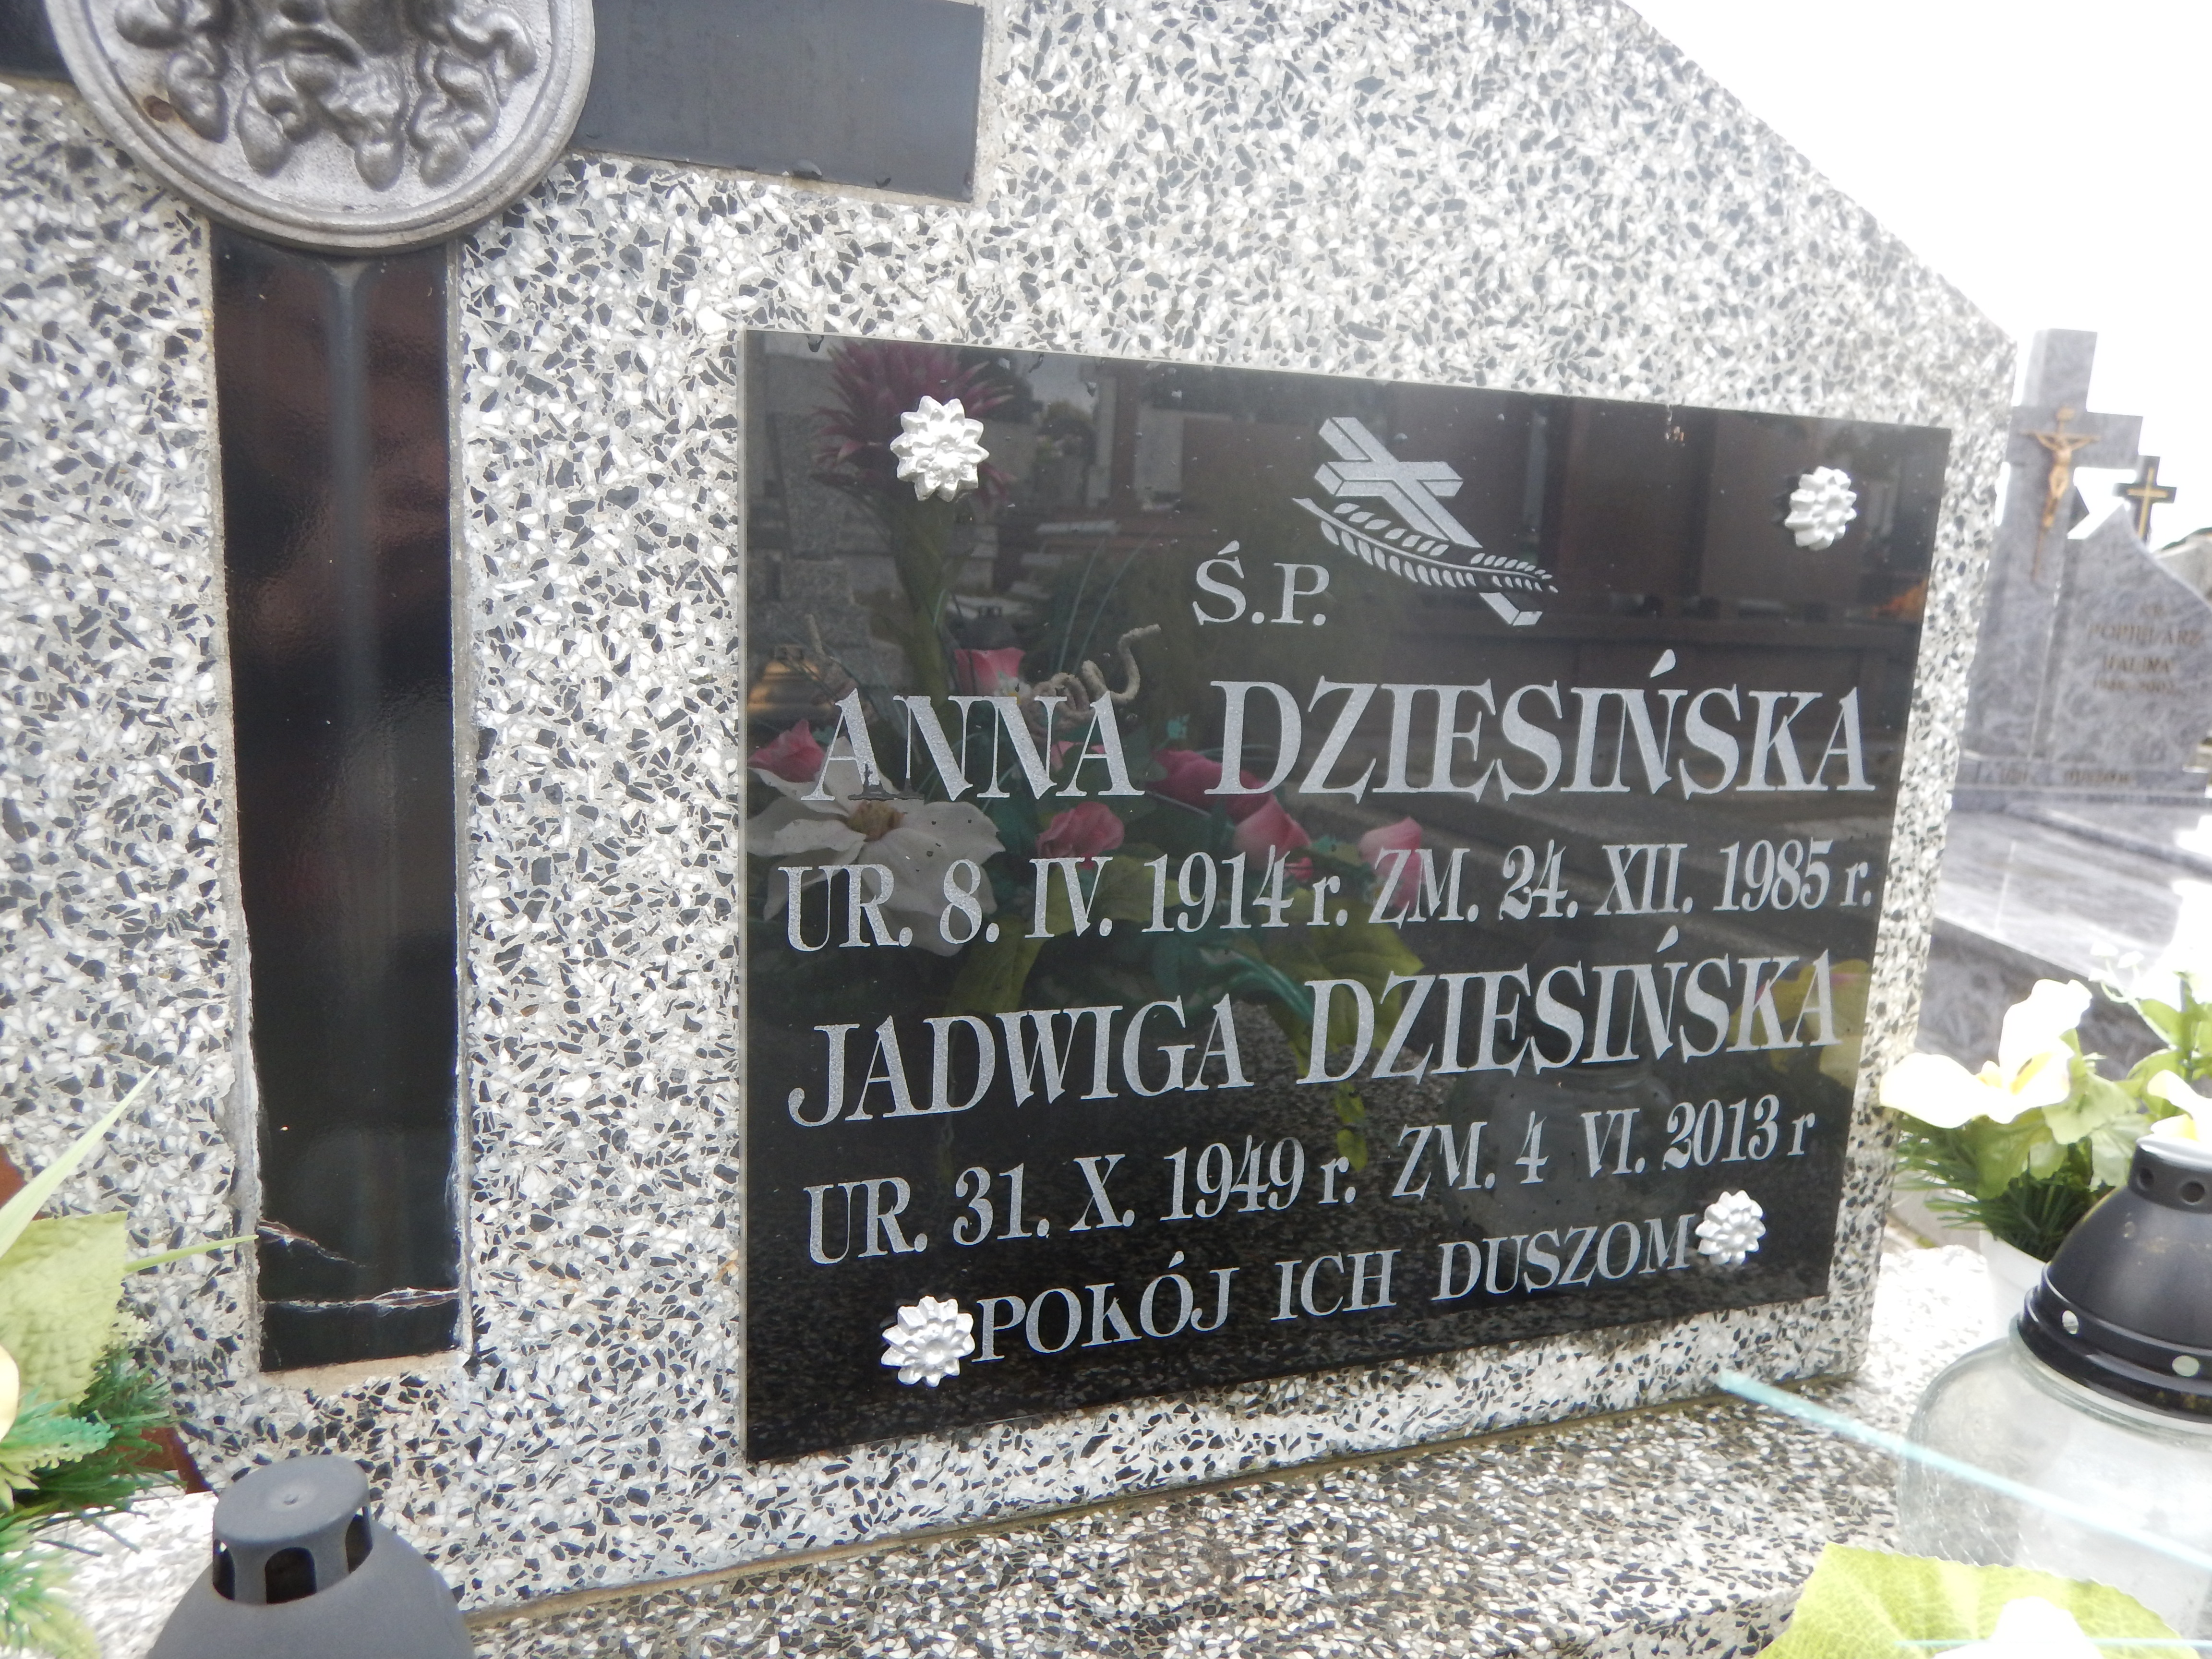 Ś.P.
ANNA DZIESIŃSKA
UR. 8. IV. 1914 r. ZM. 24. XII. 1985 r.
JADWIGA DZIESIŃSKA
UR. 31. X. 1949 r. ZM. 4 VI. 2013 r
POKÓJ ICH DUSZOM
HALINA